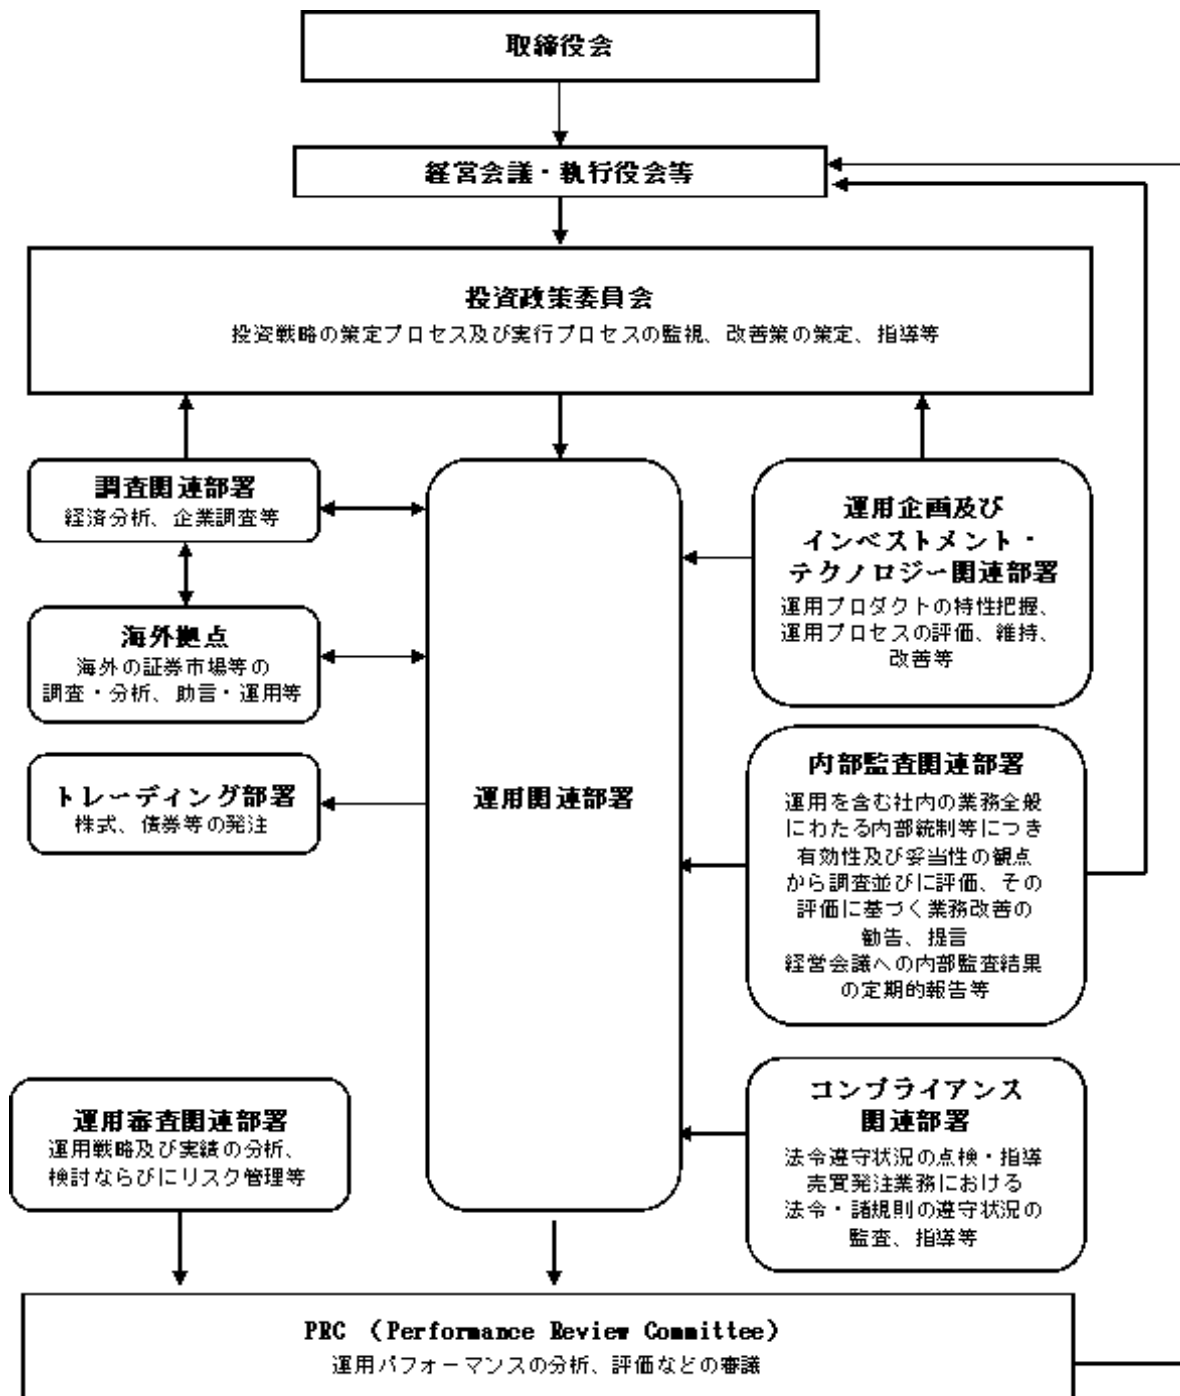 取締役会
経営会議・執行役会等
投資政策委員会
投資戦略の策定プロセス及び実行プロセスの監視、改善策の策定、指導等
調査関連部署
経済分析、企業調査等
海外拠点
海外の証券市場等の
調査・分析、助言・運用等
トレーディング部署
株式、債券等の発注
運用関連部署
運用企画及び
インベストメント・
テクノロジー関連部署
運用プロダクトの特性把握、
運用プロセスの評価、維持、
改善等
内部監査関連部署
運用を含む社内の業務全般
にわたる内部統制等につき
有効性及び妥当性の観点
から調査並びに評価、その
評価に基づく業務改善の
勧告、提言
経営会議への内部監査結果
の定期的報告等
運用審査関連部署
運用戦略及び実績の分析、
検討ならびにリスク管理等
コンプライアンス
関連部署
法令遵守状況の点検・指導
売買発注業務における
法令・諸規則の遵守状況の
監査、指導等
PRC （Performance Review Committee）
運用パフォーマンスの分析、評価などの審議